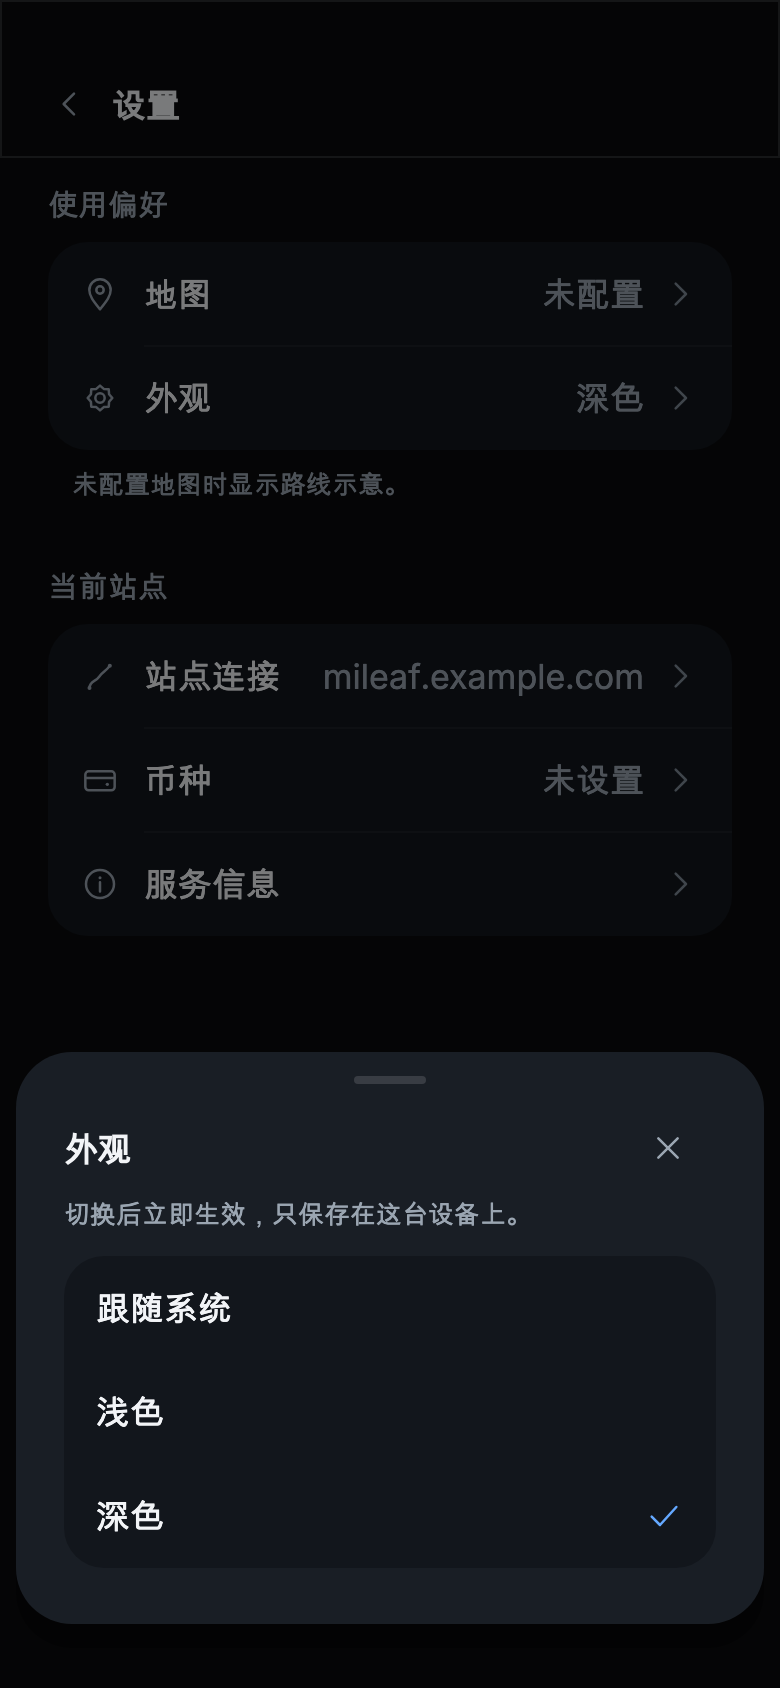 设置
使用偏好
地图 未配置
外观 深色
未配置地图时显示路线示意。
当前站点
站点连接 mileaf.example.com
币种 未设置
服务信息
外观
切换后立即生效，只保存在这台设备上。
跟随系统
浅色
深色